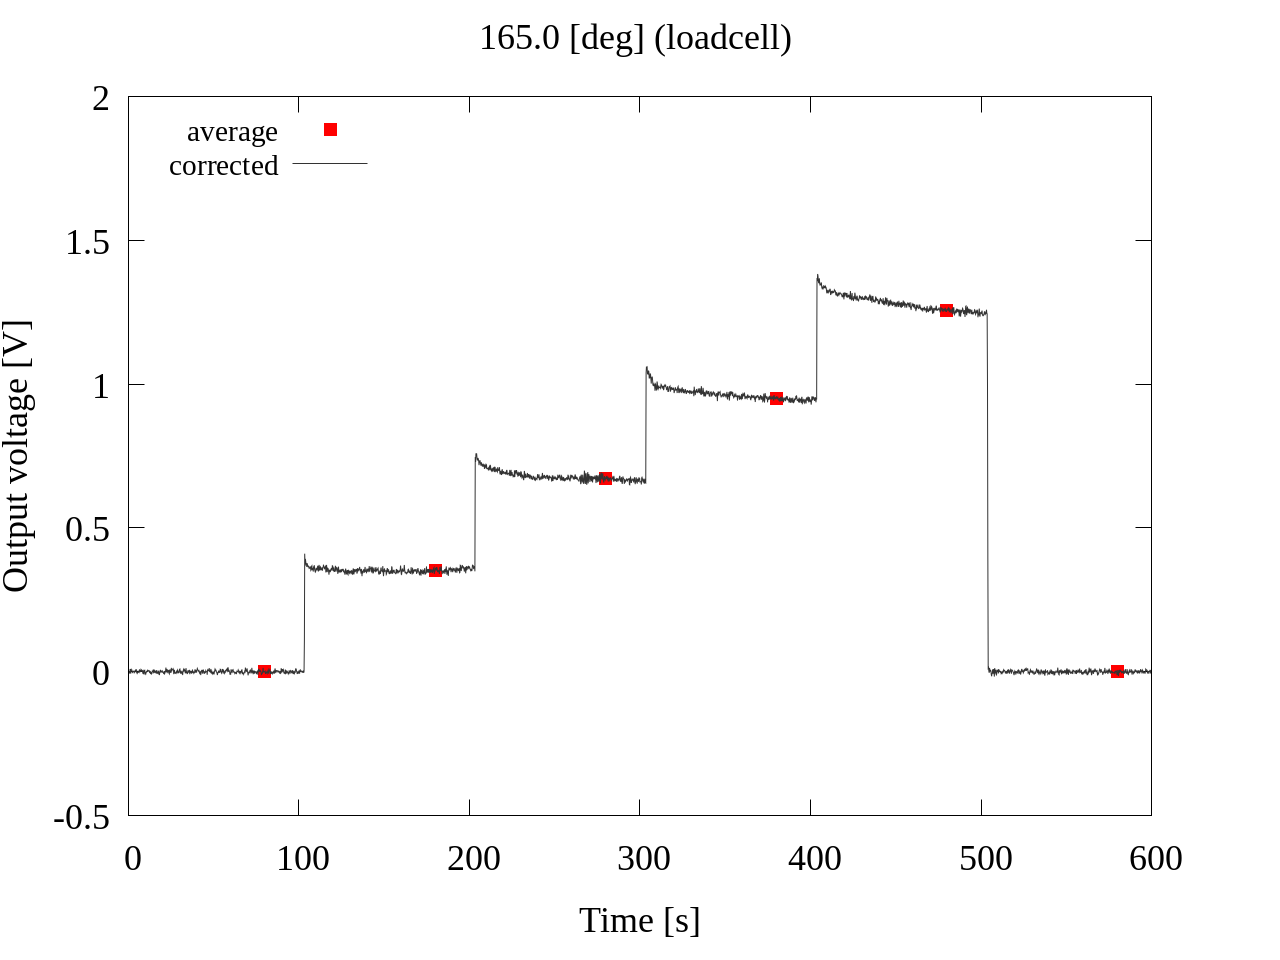 165.0 [deg] (loadcell)
average
corrected
2
1.5
1
0.5
0
-0.5
Output voltage [V]
0 100 200 300 400 500 600
Time [s]